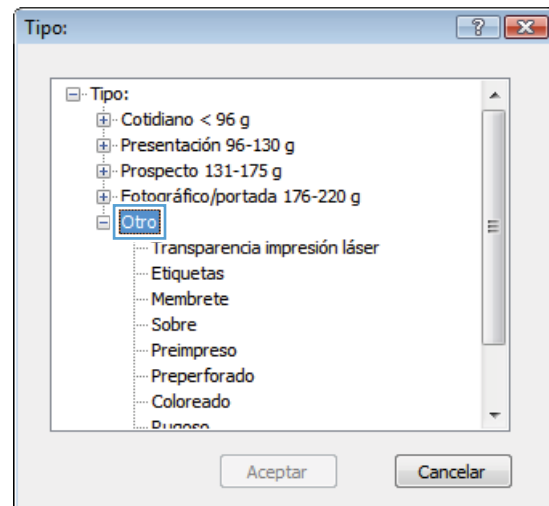 Tipo:
Tipo:
Cotidiano < 96 g
Presentación 96-130 g
Prospecto 131-175 g
Fotográfico/portada 176-220 g
Otro
Transparencia impresión láser
Etiquetas
Membrete
Sobre
Preimpreso
Preperforado
Coloreado
Rugoso
Aceptar
Cancelar